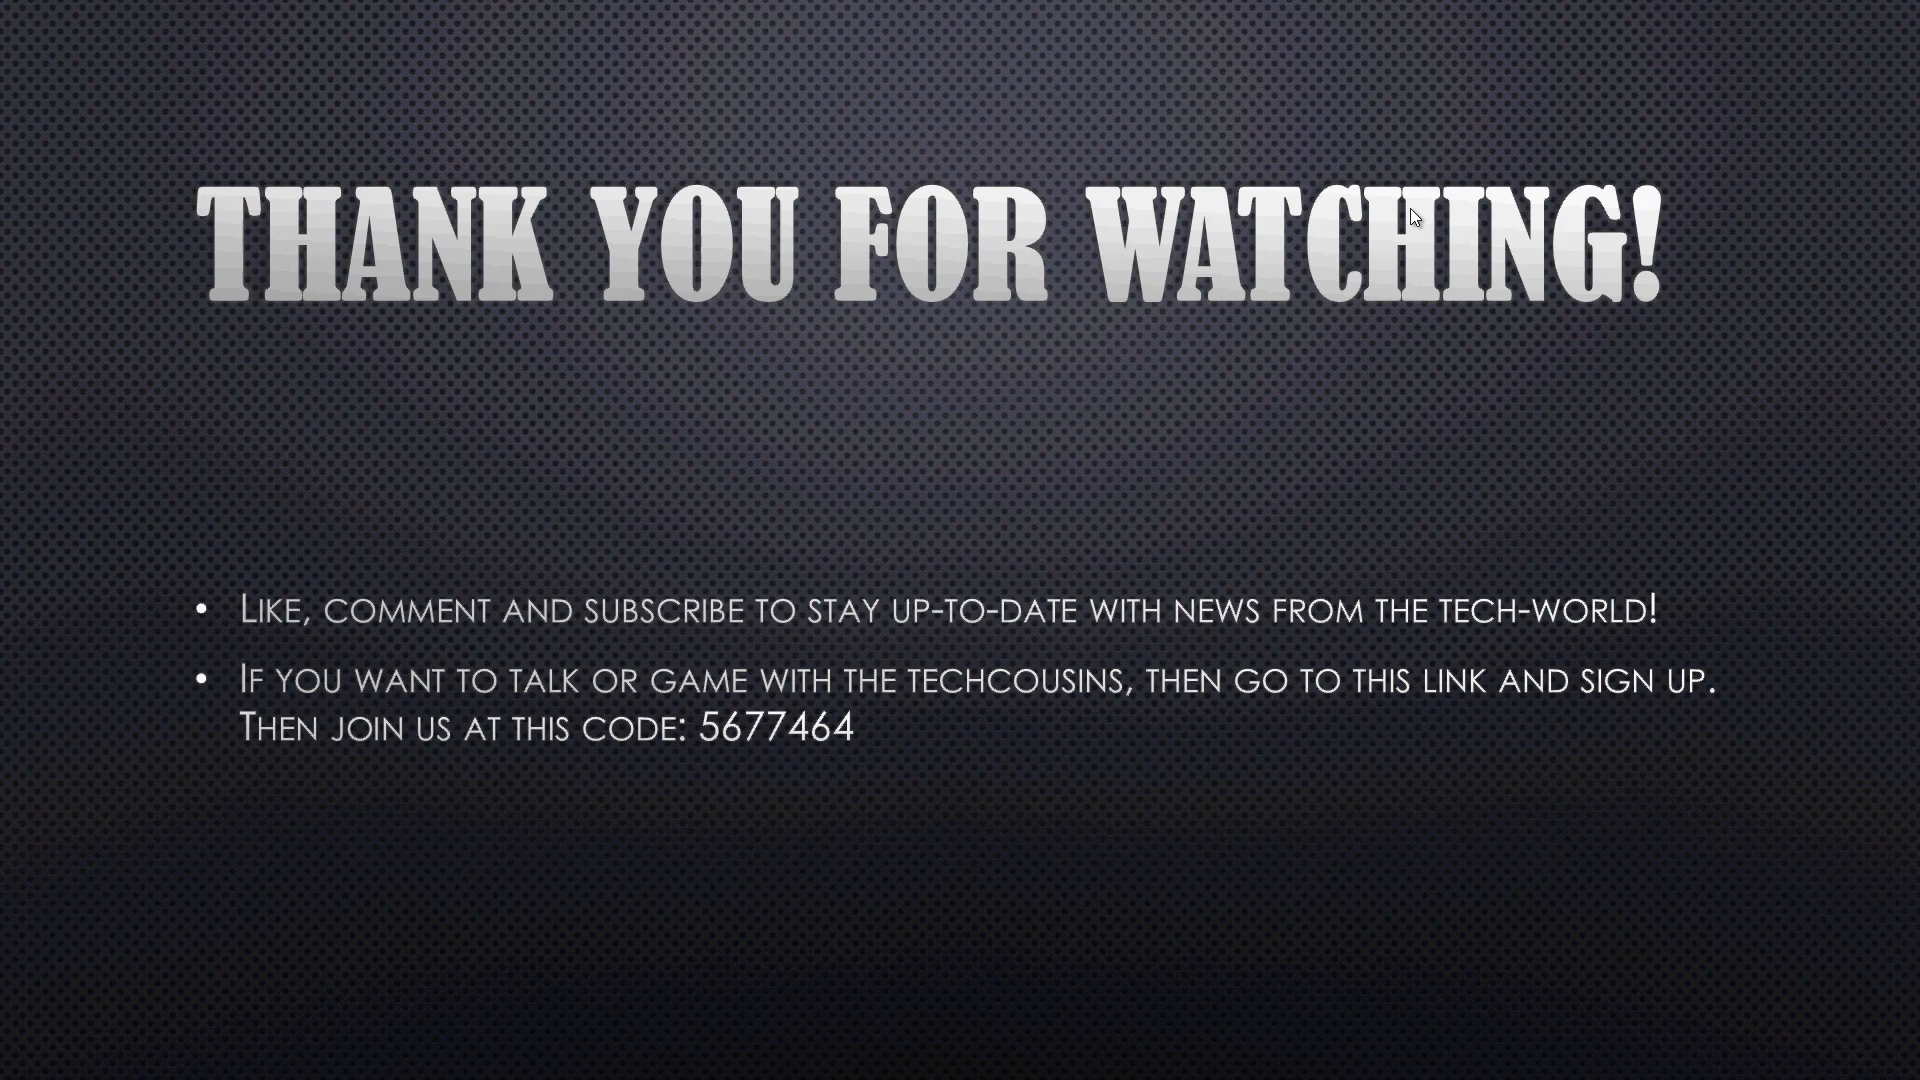 THANK YOU FOR WATCHING!
• LIKE, COMMENT AND SUBSCRIBE TO STAY UP-TO-DATE WITH NEWS FROM THE TECH-WORLD!
• IF YOU WANT TO TALK OR GAME WITH THE TECHCOUSINS, THEN GO TO THIS LINK AND SIGN UP.
THEN JOIN US AT THIS CODE: 5677464